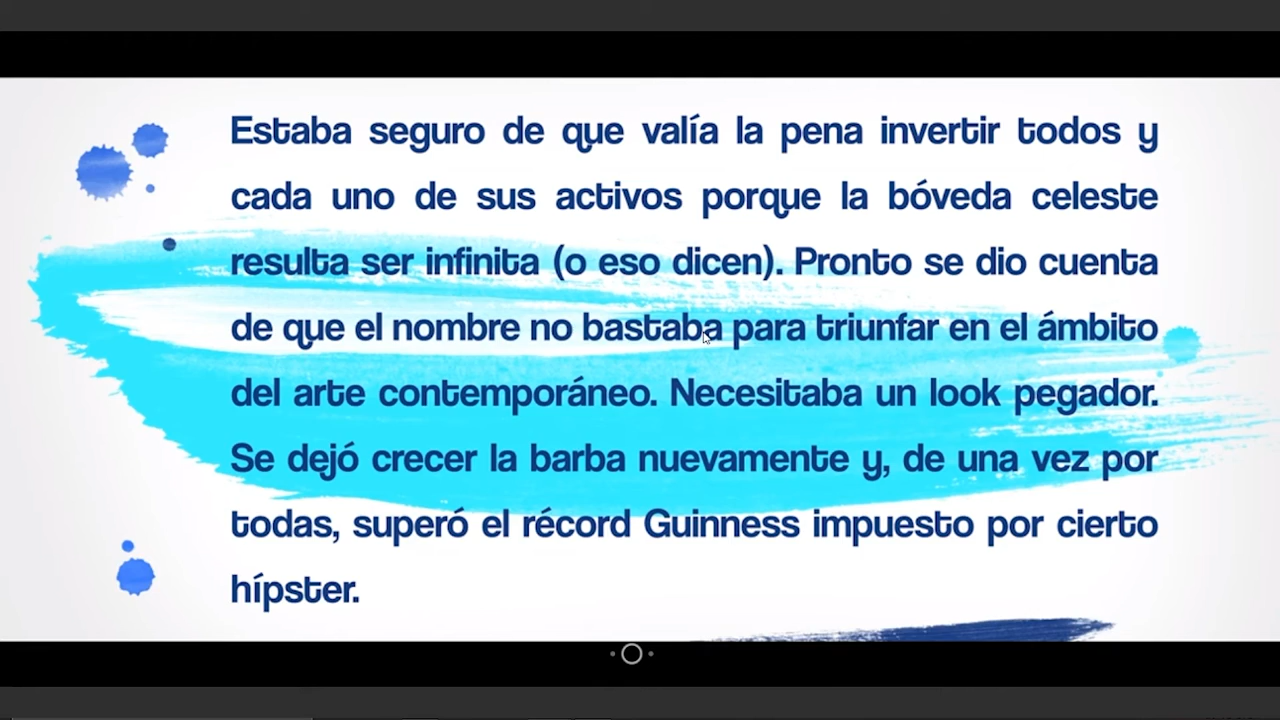 Estaba seguro de que valía la pena invertir todos y
cada uno de sus activos porque la bóveda celeste
resulta ser infinita (o eso dicen). Pronto se dio cuenta
de que el nombre no bastaba para triunfar en el ámbito
del arte contemporáneo. Necesitaba un look pegador.
Se dejó crecer la barba nuevamente y, de una vez por
todas, superó el récord Guinness impuesto por cierto
hípster.